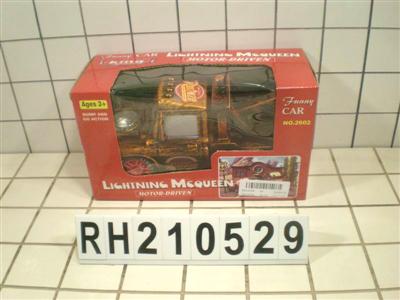 Funny CAR
King
LIGHTNING MCQUEEN
MOTOR-DRIVEN
Ages 3+
BUMP AND
GO ACTION
Funny
CAR
NO.2602
LIGHTNING MCQUEEN
MOTOR-DRIVEN
RH210529